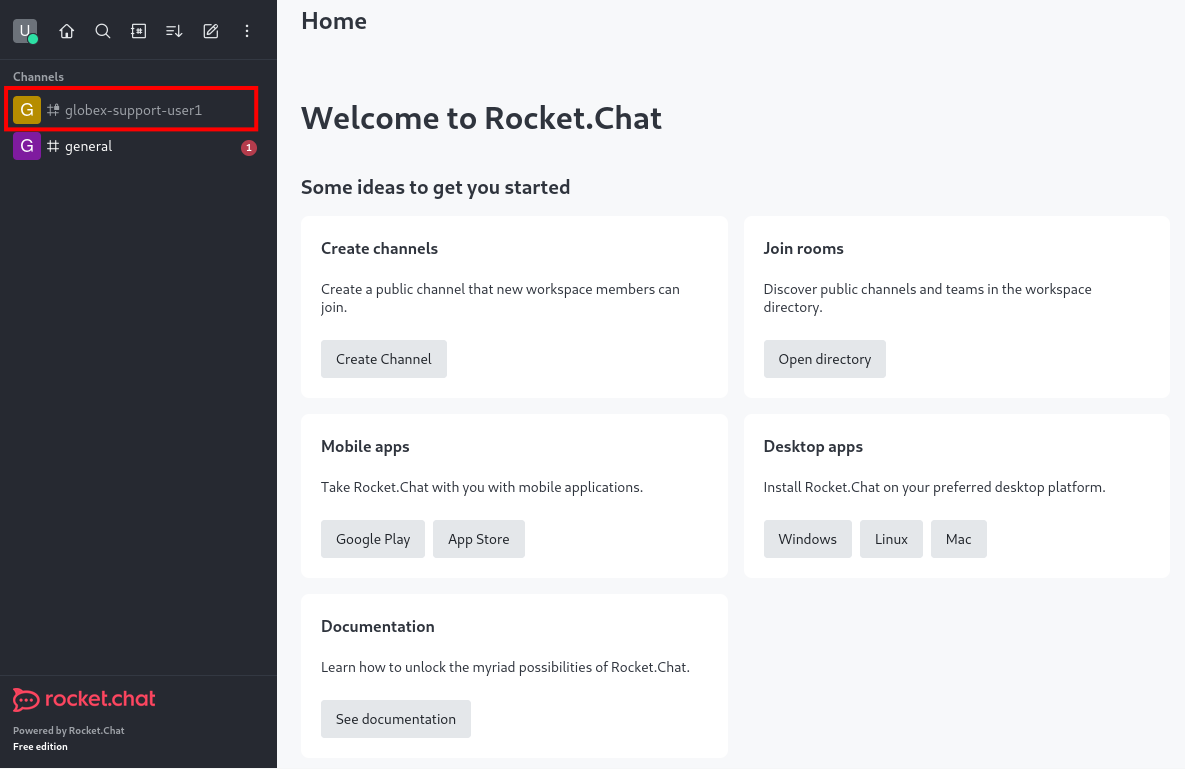 U
Channels
G globex-support-user1
G general 1
rocket.chat
Powered by Rocket.Chat
Free edition
Home
Welcome to Rocket.Chat
Some ideas to get you started
Create channels
Create a public channel that new workspace members can
join.
Create Channel
Join rooms
Discover public channels and teams in the workspace
directory.
Open directory
Mobile apps
Take Rocket.Chat with you with mobile applications.
Google Play App Store
Desktop apps
Install Rocket.Chat on your preferred desktop platform.
Windows Linux Mac
Documentation
Learn how to unlock the myriad possibilities of Rocket.Chat.
See documentation